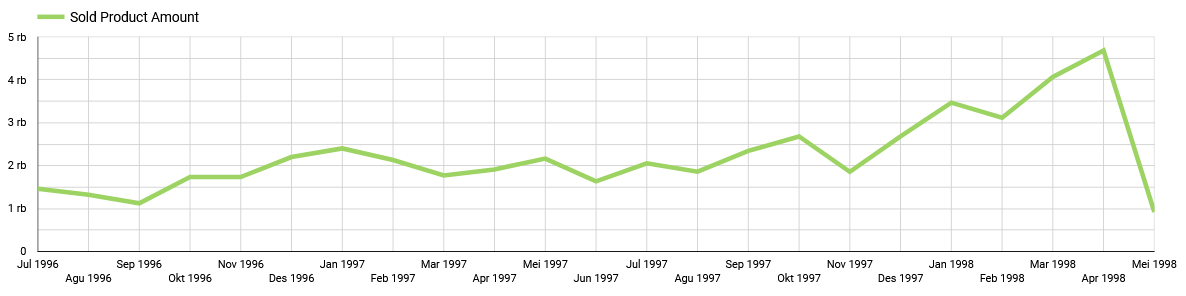 Sold Product Amount
5 rb
4 rb
3 rb
2 rb
1 rb
0
Jul 1996 Sep 1996 Nov 1996 Jan 1997 Mar 1997 Mei 1997 Jul 1997 Sep 1997 Nov 1997 Jan 1998 Mar 1998 Mei 1998
Agu 1996 Okt 1996 Des 1996 Feb 1997 Apr 1997 Jun 1997 Agu 1997 Okt 1997 Des 1997 Feb 1998 Apr 1998